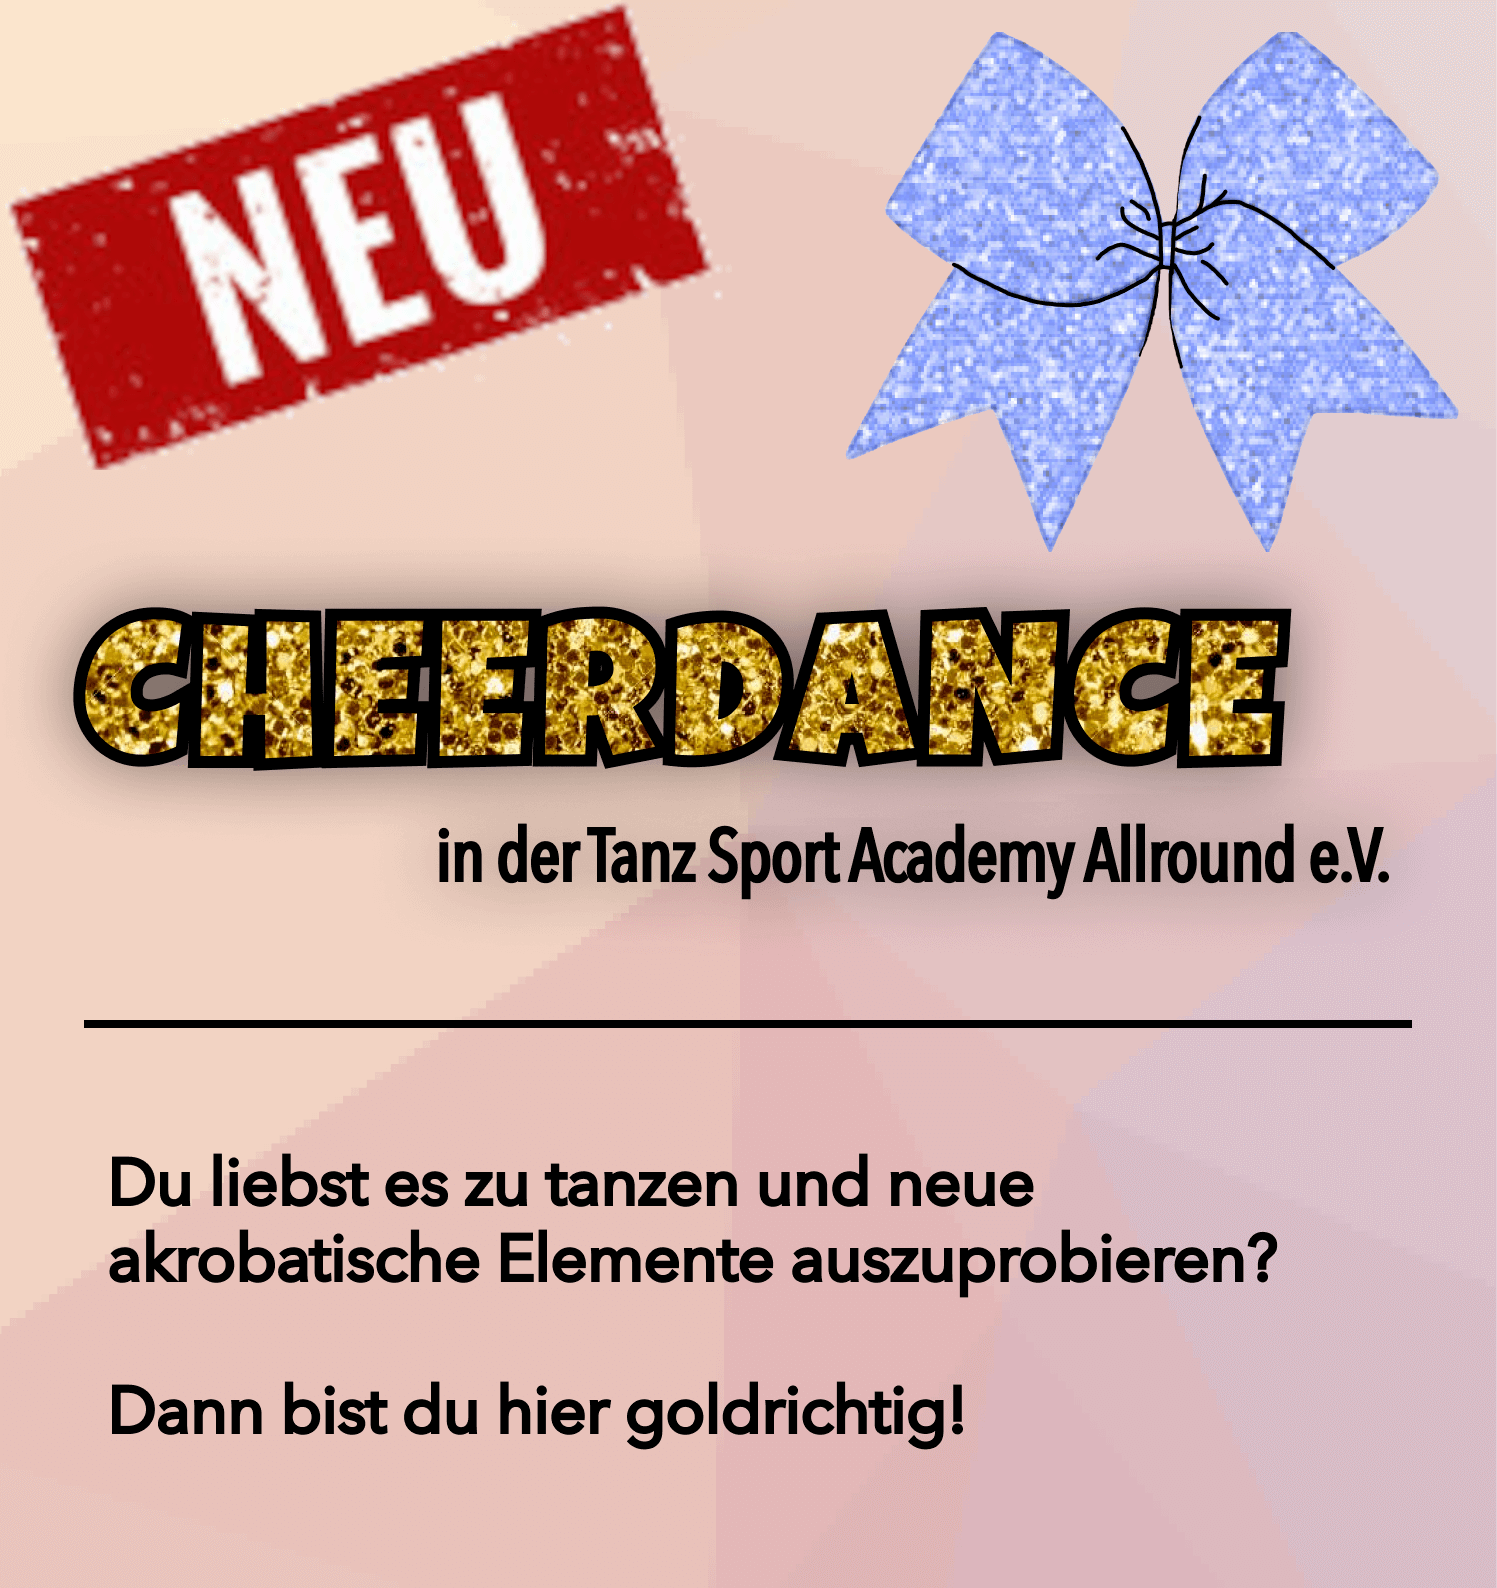 NEU
CHEERDANCE
in der Tanz Sport Academy Allround e.V.
Du liebst es zu tanzen und neue
akrobatische Elemente auszuprobieren?
Dann bist du hier goldrichtig!